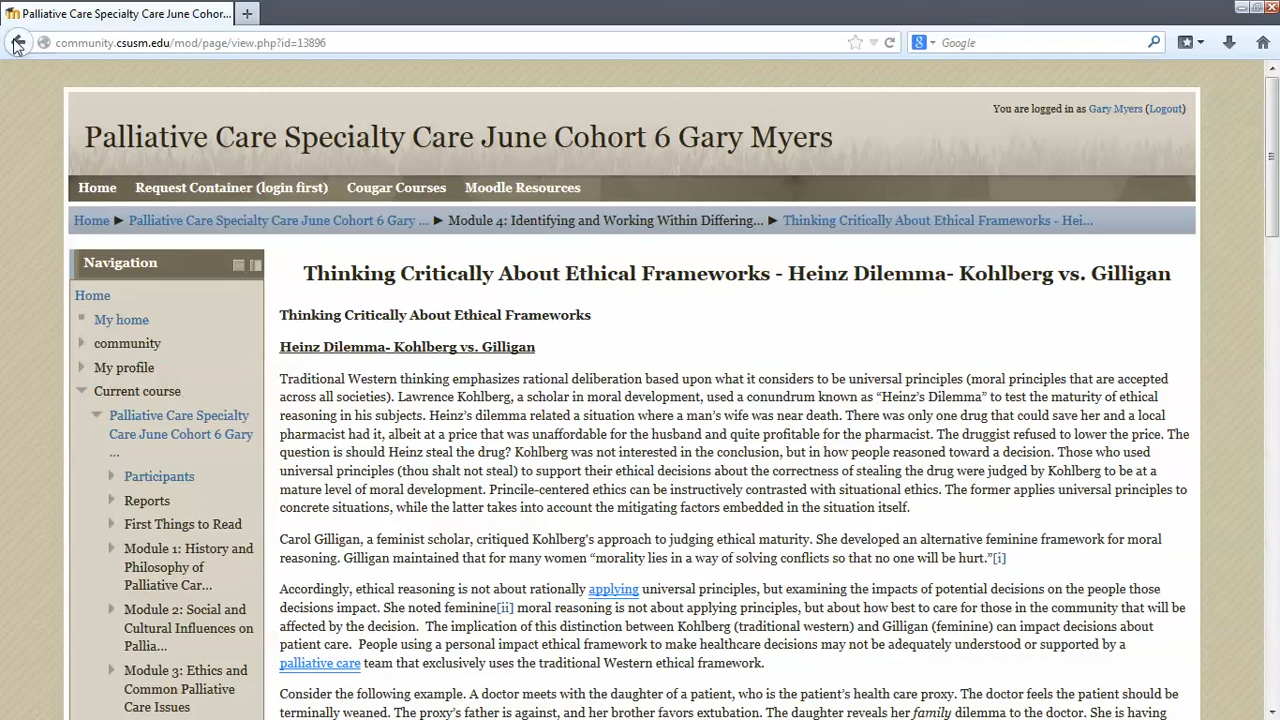 Palliative Care Specialty Care June Cohor...
community.csusm.edu/mod/page/view.php?id=13896
Google
You are logged in as Gary Myers (Logout)
Palliative Care Specialty Care June Cohort 6 Gary Myers
Home Request Container (login first) Cougar Courses Moodle Resources
Home ► Palliative Care Specialty Care June Cohort 6 Gary ... ► Module 4: Identifying and Working Within Differing... ► Thinking Critically About Ethical Frameworks - Hei...
Navigation
Home
My home
community
My profile
Current course
Palliative Care Specialty
Care June Cohort 6 Gary
...
Participants
Reports
First Things to Read
Module 1: History and
Philosophy of
Palliative Car...
Module 2: Social and
Cultural Influences on
Pallia...
Module 3: Ethics and
Common Palliative
Care Issues
Thinking Critically About Ethical Frameworks - Heinz Dilemma- Kohlberg vs. Gilligan
Thinking Critically About Ethical Frameworks
Heinz Dilemma- Kohlberg vs. Gilligan
Traditional Western thinking emphasizes rational deliberation based upon what it considers to be universal principles (moral principles that are accepted
across all societies). Lawrence Kohlberg, a scholar in moral development, used a conundrum known as “Heinz’s Dilemma” to test the maturity of ethical
reasoning in his subjects. Heinz’s dilemma related a situation where a man’s wife was near death. There was only one drug that could save her and a local
pharmacist had it, albeit at a price that was unaffordable for the husband and quite profitable for the pharmacist. The druggist refused to lower the price. The
question is should Heinz steal the drug? Kohlberg was not interested in the conclusion, but in how people reasoned toward a decision. Those who used
universal principles (thou shalt not steal) to support their ethical decisions about the correctness of stealing the drug were judged by Kohlberg to be at a
mature level of moral development. Princile-centered ethics can be instructively contrasted with situational ethics. The former applies universal principles to
concrete situations, while the latter takes into account the mitigating factors embedded in the situation itself.
Carol Gilligan, a feminist scholar, critiqued Kohlberg's approach to judging ethical maturity. She developed an alternative feminine framework for moral
reasoning. Gilligan maintained that for many women “morality lies in a way of solving conflicts so that no one will be hurt.”[i]
Accordingly, ethical reasoning is not about rationally applying universal principles, but examining the impacts of potential decisions on the people those
decisions impact. She noted feminine[ii] moral reasoning is not about applying principles, but about how best to care for those in the community that will be
affected by the decision. The implication of this distinction between Kohlberg (traditional western) and Gilligan (feminine) can impact decisions about
patient care. People using a personal impact ethical framework to make healthcare decisions may not be adequately understood or supported by a
palliative care team that exclusively uses the traditional Western ethical framework.
Consider the following example. A doctor meets with the daughter of a patient, who is the patient’s health care proxy. The doctor feels the patient should be
terminally weaned. The proxy’s father is against, and her brother favors extubation. The daughter reveals her family dilemma to the doctor. She is having